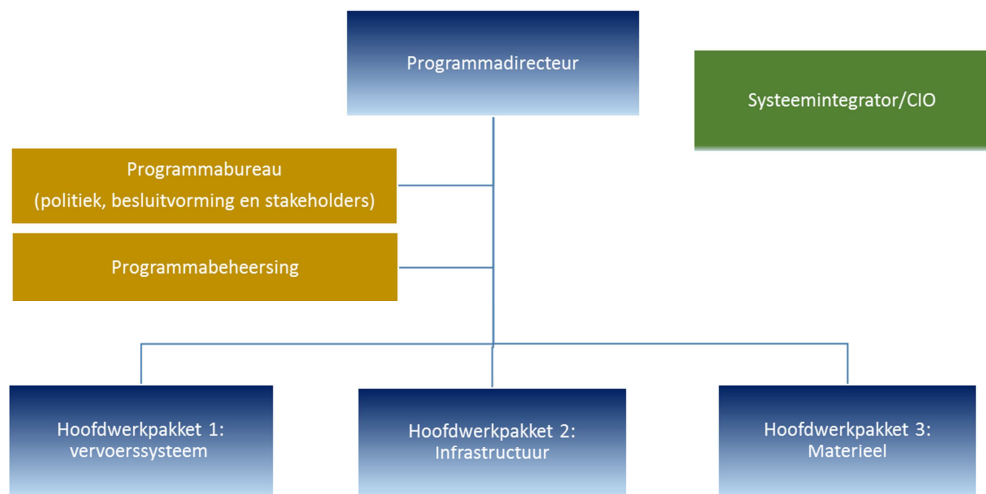 Programmadirecteur
Systeemintegrator/CIO
Programmabureau
(politiek, besluitvorming en stakeholders)
Programmabeheersing
Hoofdwerkpakket 1:
vervoerssysteem
Hoofdwerkpakket 2:
Infrastructuur
Hoofdwerkpakket 3:
Materieel